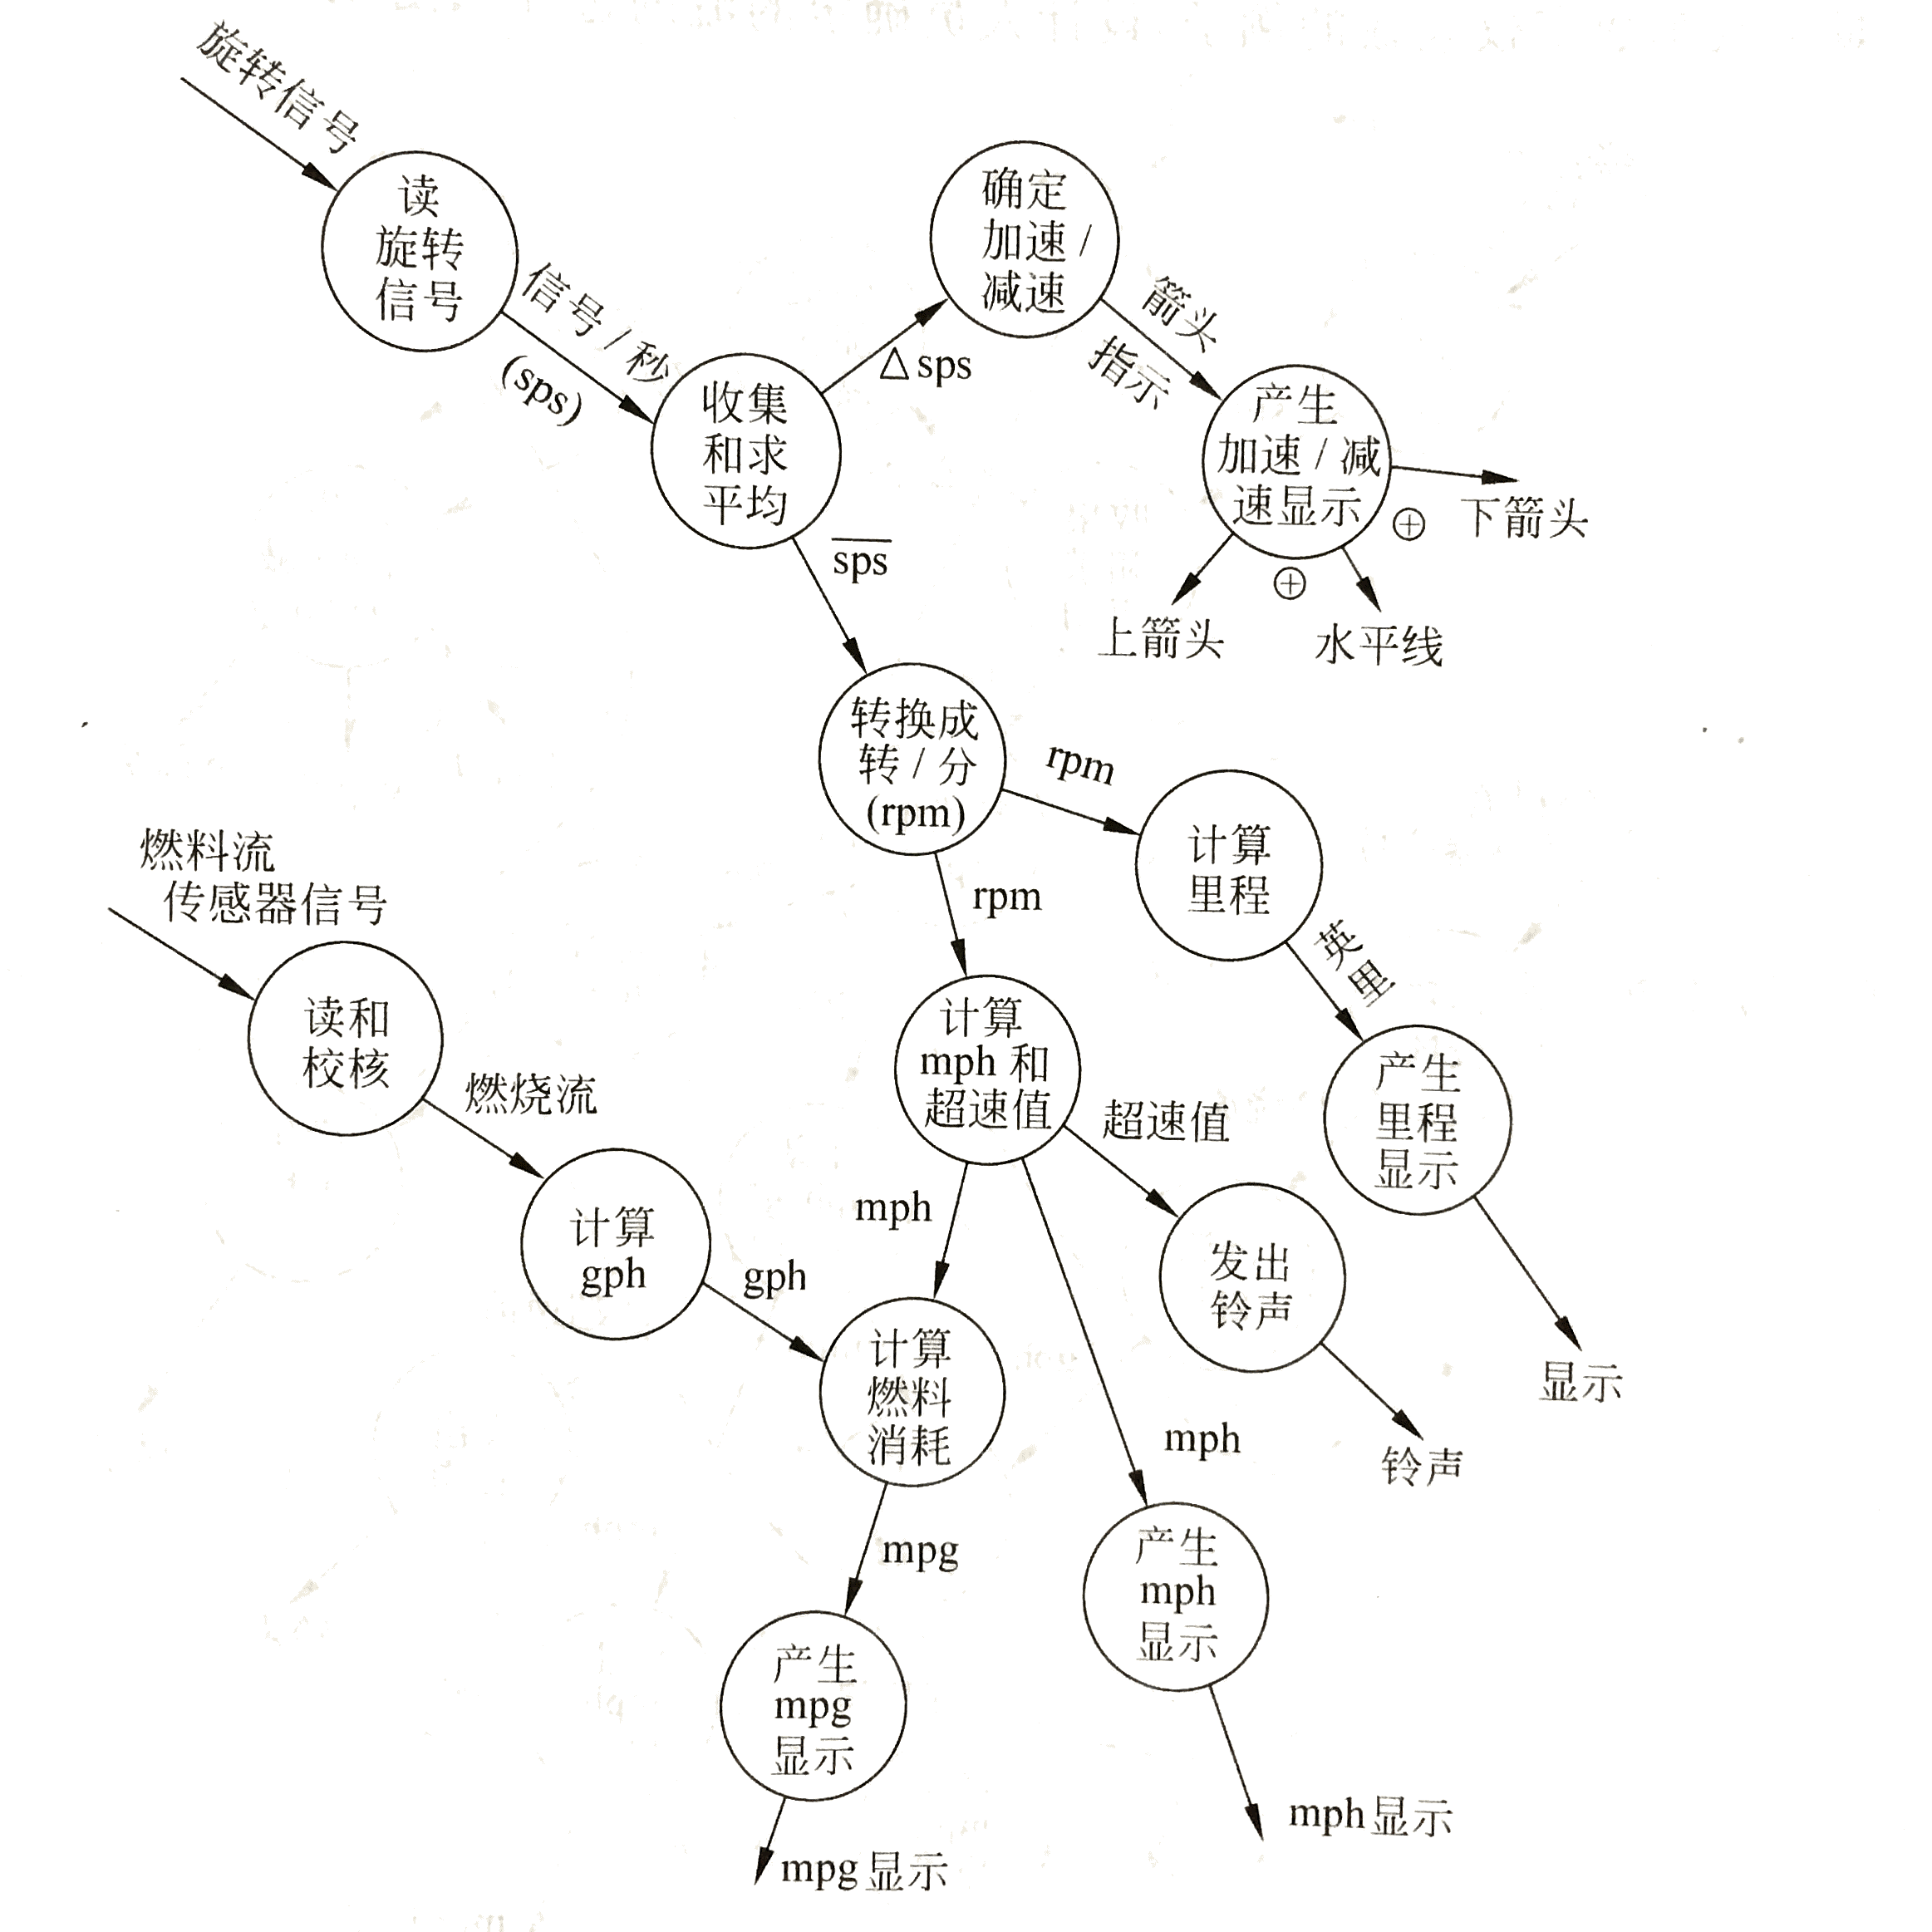 旋转信号
读
旋转
信号
信号/秒
(sps)
收集
和求
平均
△sps
确定
加速/
减速
箭头
指示
产生
加速/减
速显示
⊕
下箭头
⊕
上箭头
水平线
s̅p̅s̅
转换成
转/分
(rpm)
rpm
计算
里程
英
里
产生
里程
显示
显示
rpm
计算
mph 和
超速值
超速值
发出
铃声
铃声
mph
mph
产生
mph
显示
mph显示
燃料流
传感器信号
读和
校核
燃烧流
计算
gph
gph
计算
燃料
消耗
mpg
产生
mpg
显示
mpg显示